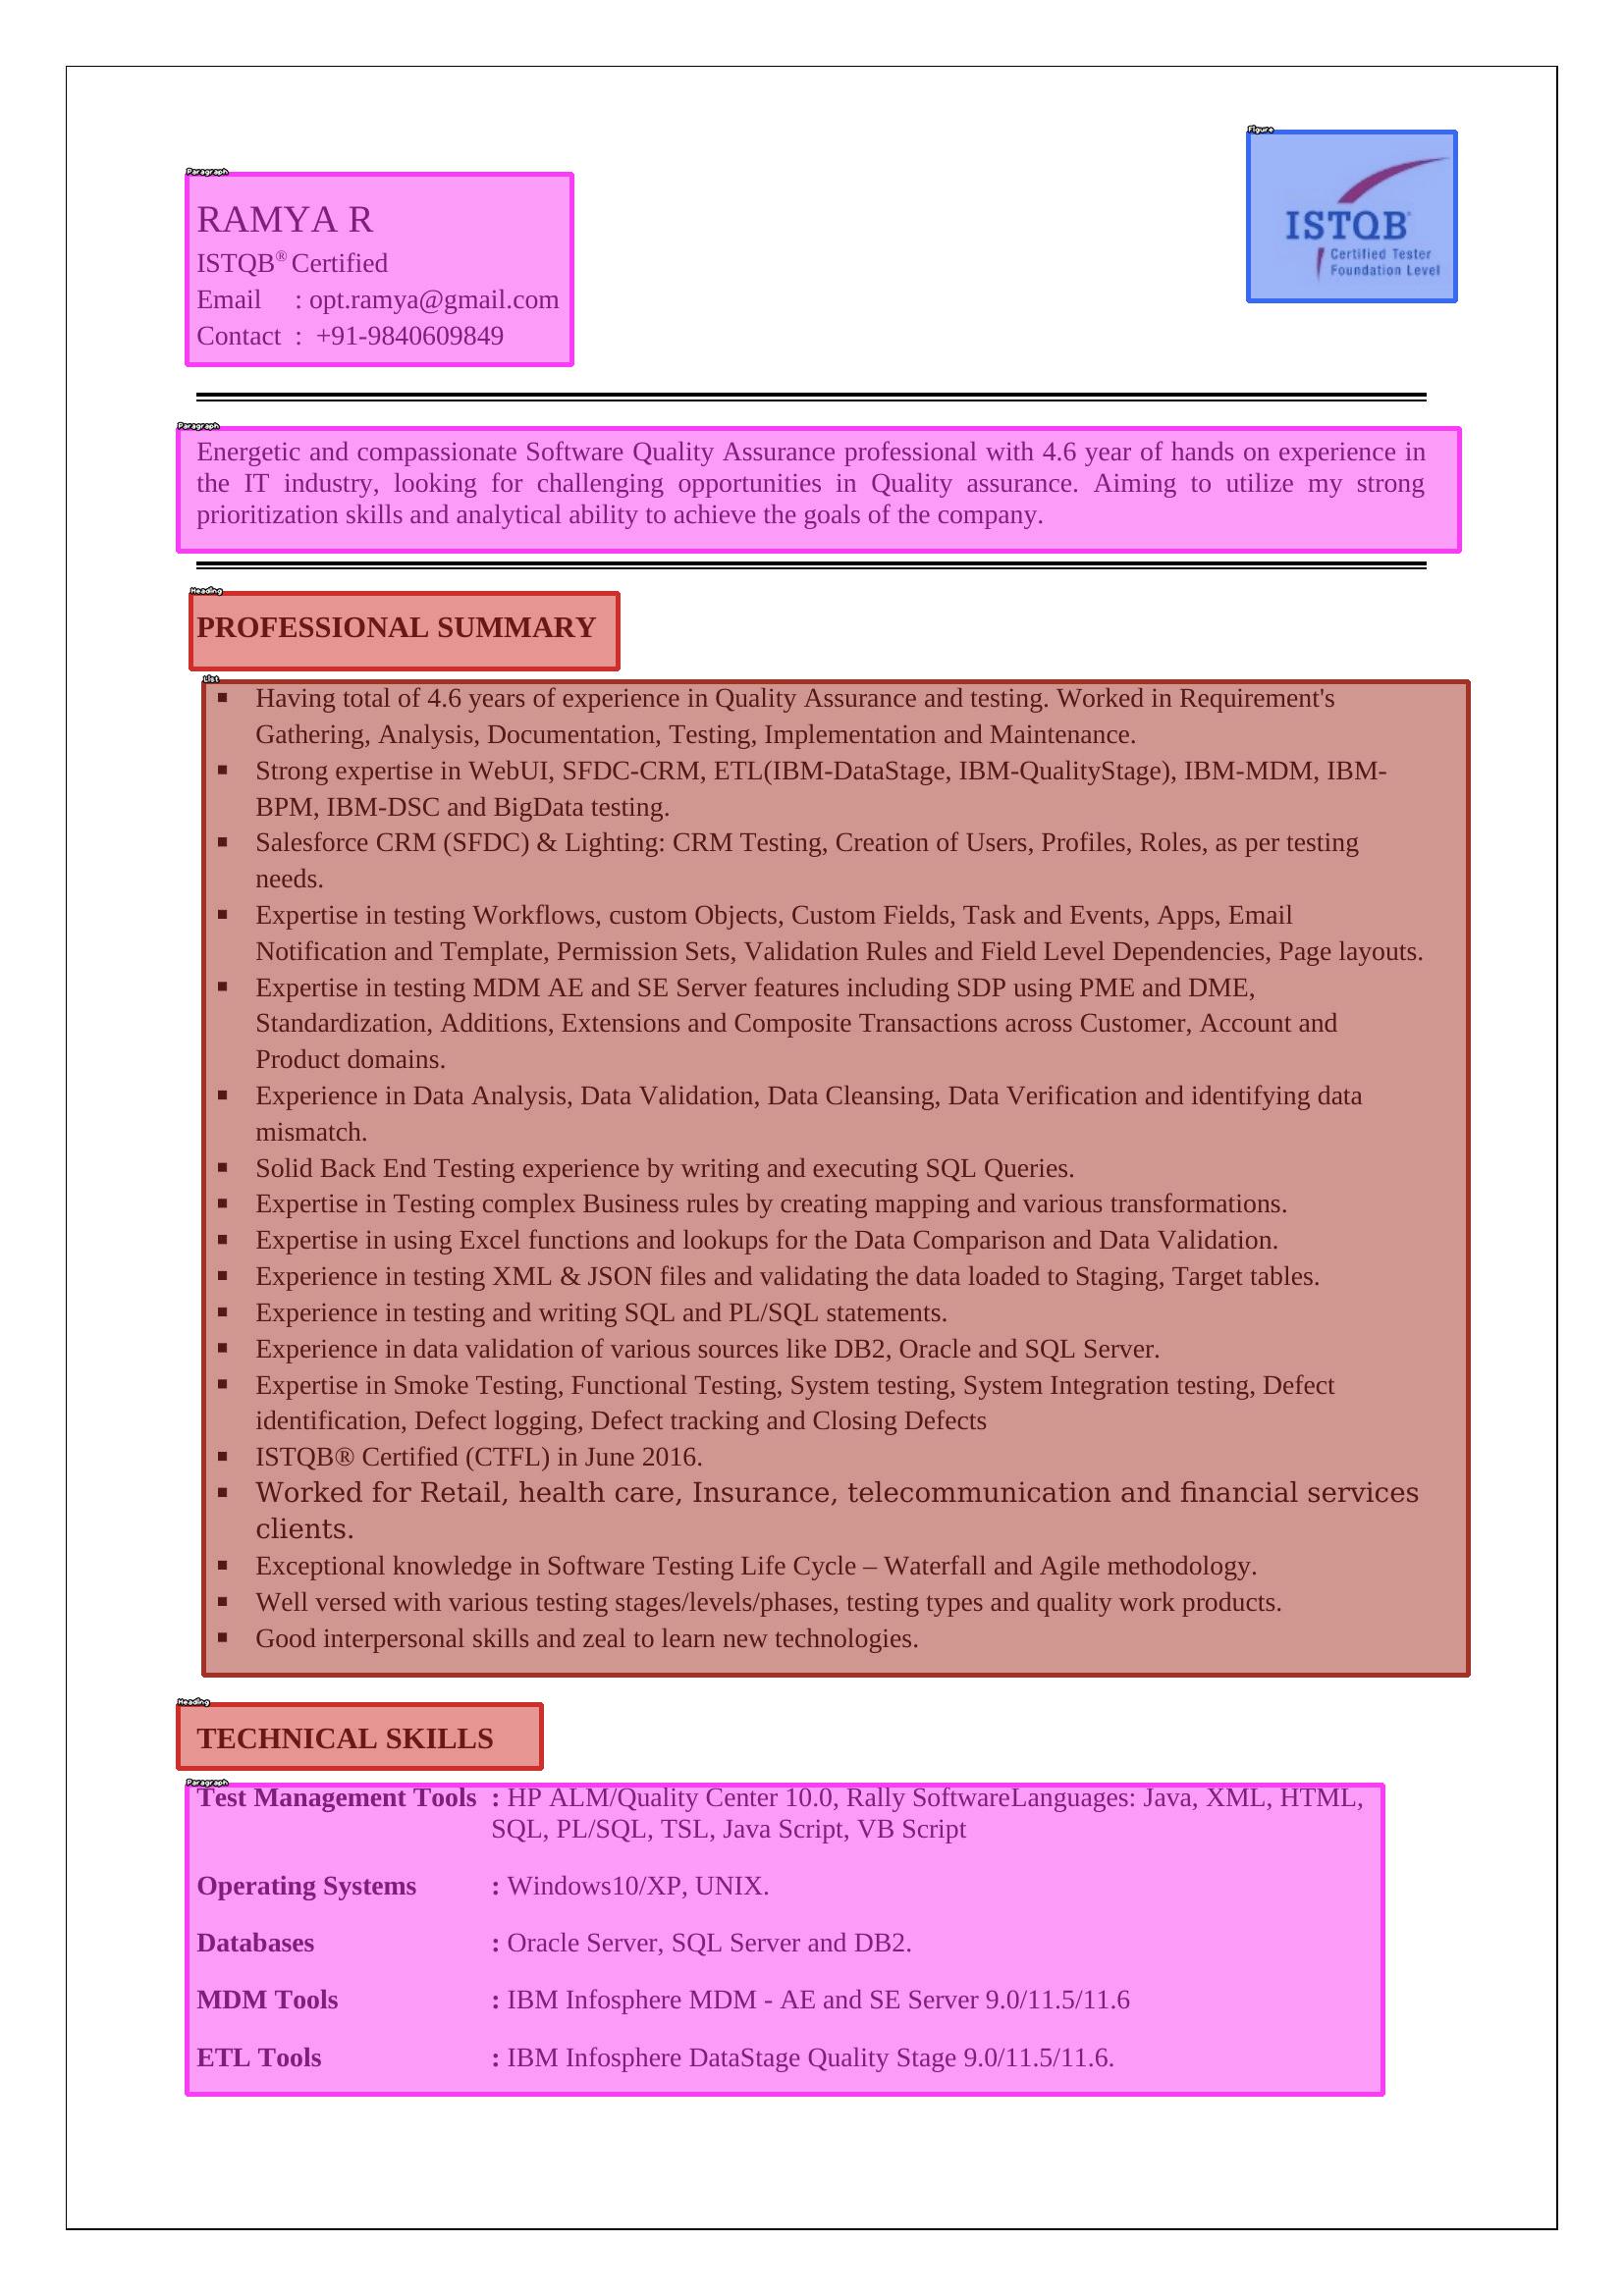 Figure
ISTQB®
Certified Tester
Foundation Level
Paragraph
RAMYA R
ISTQB® Certified
Email : opt.ramya@gmail.com
Contact : +91-9840609849
Paragraph
Energetic and compassionate Software Quality Assurance professional with 4.6 year of hands on experience in
the IT industry, looking for challenging opportunities in Quality assurance. Aiming to utilize my strong
prioritization skills and analytical ability to achieve the goals of the company.
Heading
PROFESSIONAL SUMMARY
List
▪ Having total of 4.6 years of experience in Quality Assurance and testing. Worked in Requirement's
Gathering, Analysis, Documentation, Testing, Implementation and Maintenance.
▪ Strong expertise in WebUI, SFDC-CRM, ETL(IBM-DataStage, IBM-QualityStage), IBM-MDM, IBM-
BPM, IBM-DSC and BigData testing.
▪ Salesforce CRM (SFDC) & Lighting: CRM Testing, Creation of Users, Profiles, Roles, as per testing
needs.
▪ Expertise in testing Workflows, custom Objects, Custom Fields, Task and Events, Apps, Email
Notification and Template, Permission Sets, Validation Rules and Field Level Dependencies, Page layouts.
▪ Expertise in testing MDM AE and SE Server features including SDP using PME and DME,
Standardization, Additions, Extensions and Composite Transactions across Customer, Account and
Product domains.
▪ Experience in Data Analysis, Data Validation, Data Cleansing, Data Verification and identifying data
mismatch.
▪ Solid Back End Testing experience by writing and executing SQL Queries.
▪ Expertise in Testing complex Business rules by creating mapping and various transformations.
▪ Expertise in using Excel functions and lookups for the Data Comparison and Data Validation.
▪ Experience in testing XML & JSON files and validating the data loaded to Staging, Target tables.
▪ Experience in testing and writing SQL and PL/SQL statements.
▪ Experience in data validation of various sources like DB2, Oracle and SQL Server.
▪ Expertise in Smoke Testing, Functional Testing, System testing, System Integration testing, Defect
identification, Defect logging, Defect tracking and Closing Defects
▪ ISTQB® Certified (CTFL) in June 2016.
▪ Worked for Retail, health care, Insurance, telecommunication and financial services
clients.
▪ Exceptional knowledge in Software Testing Life Cycle – Waterfall and Agile methodology.
▪ Well versed with various testing stages/levels/phases, testing types and quality work products.
▪ Good interpersonal skills and zeal to learn new technologies.
Heading
TECHNICAL SKILLS
Paragraph
Test Management Tools : HP ALM/Quality Center 10.0, Rally SoftwareLanguages: Java, XML, HTML,
SQL, PL/SQL, TSL, Java Script, VB Script
Operating Systems : Windows10/XP, UNIX.
Databases : Oracle Server, SQL Server and DB2.
MDM Tools : IBM Infosphere MDM - AE and SE Server 9.0/11.5/11.6
ETL Tools : IBM Infosphere DataStage Quality Stage 9.0/11.5/11.6.